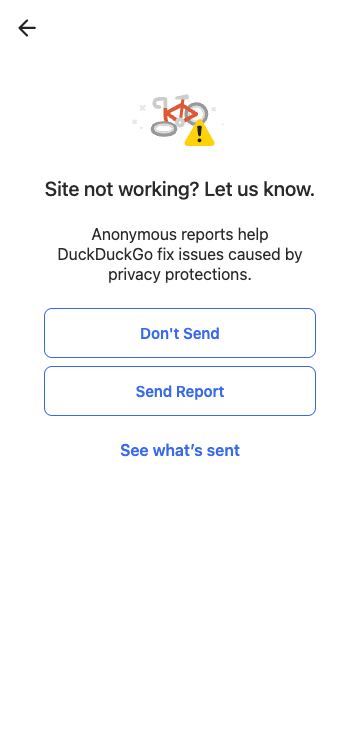 Site not working? Let us know.
Anonymous reports help
DuckDuckGo fix issues caused by
privacy protections.
Don't Send
Send Report
See what’s sent